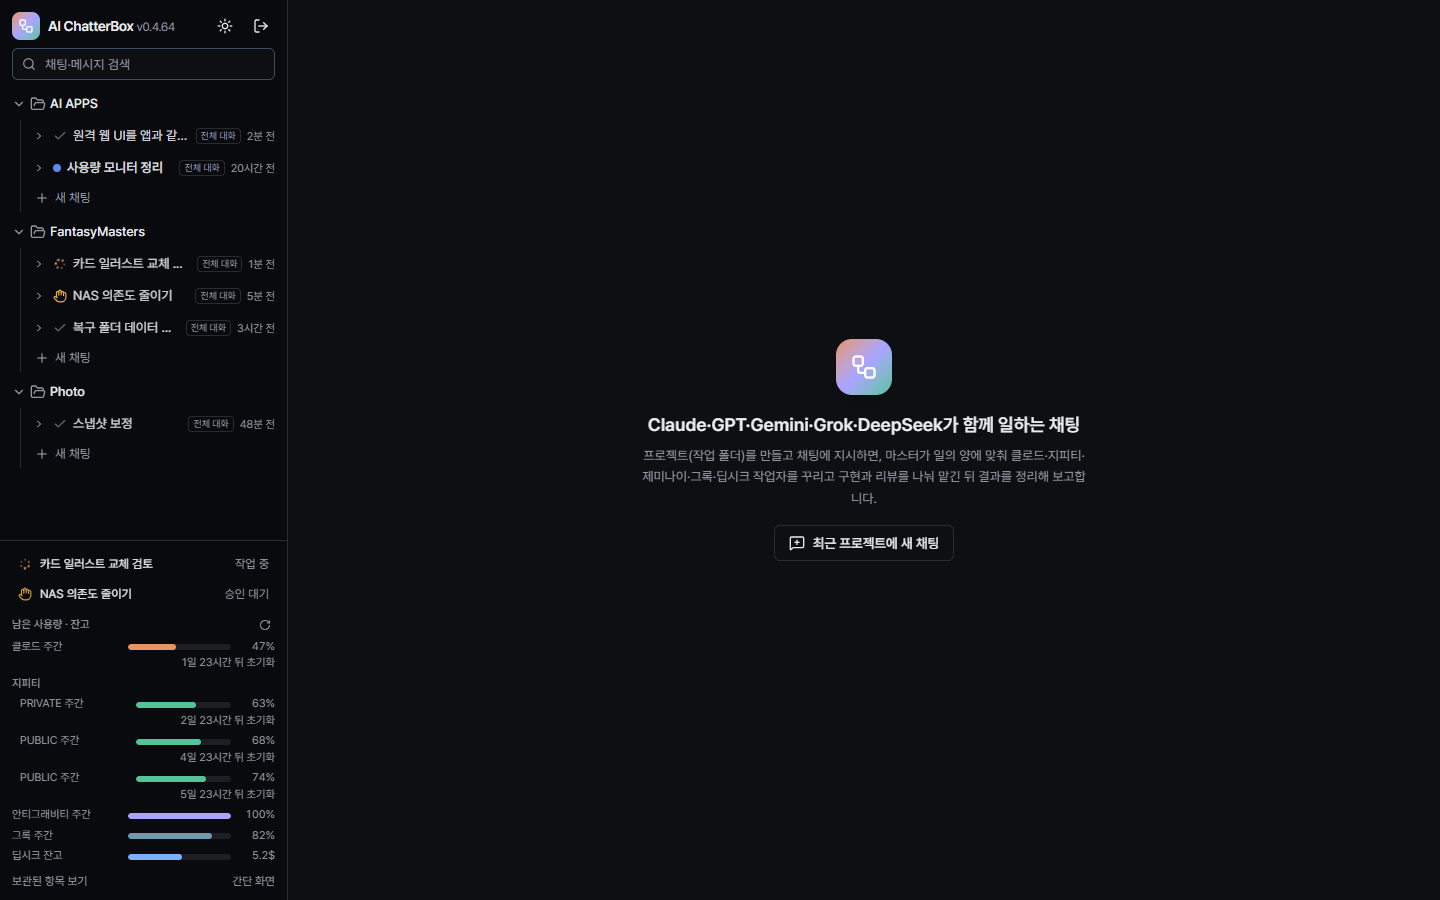 AI ChatterBox v0.4.64
채팅·메시지 검색
AI APPS
원격 웹 UI를 앱과 같... 전체 대화 2분 전
사용량 모니터 정리 전체 대화 20시간 전
새 채팅
FantasyMasters
카드 일러스트 교체 ... 전체 대화 1분 전
NAS 의존도 줄이기 전체 대화 5분 전
복구 폴더 데이터 ... 전체 대화 3시간 전
새 채팅
Photo
스냅샷 보정 전체 대화 48분 전
새 채팅
카드 일러스트 교체 검토 작업 중
NAS 의존도 줄이기 승인 대기
남은 사용량 · 잔고
클로드 주간 47%
1일 23시간 뒤 초기화
지피티
PRIVATE 주간 63%
2일 23시간 뒤 초기화
PUBLIC 주간 68%
4일 23시간 뒤 초기화
PUBLIC 주간 74%
5일 23시간 뒤 초기화
안티그래비티 주간 100%
그록 주간 82%
딥시크 잔고 5.2$
보관된 항목 보기 간단 화면
Claude·GPT·Gemini·Grok·DeepSeek가 함께 일하는 채팅
프로젝트(작업 폴더)를 만들고 채팅에 지시하면, 마스터가 일의 양에 맞춰 클로드·지피티·
제미나이·그록·딥시크 작업자를 꾸리고 구현과 리뷰를 나눠 맡긴 뒤 결과를 정리해 보고합
니다.
최근 프로젝트에 새 채팅